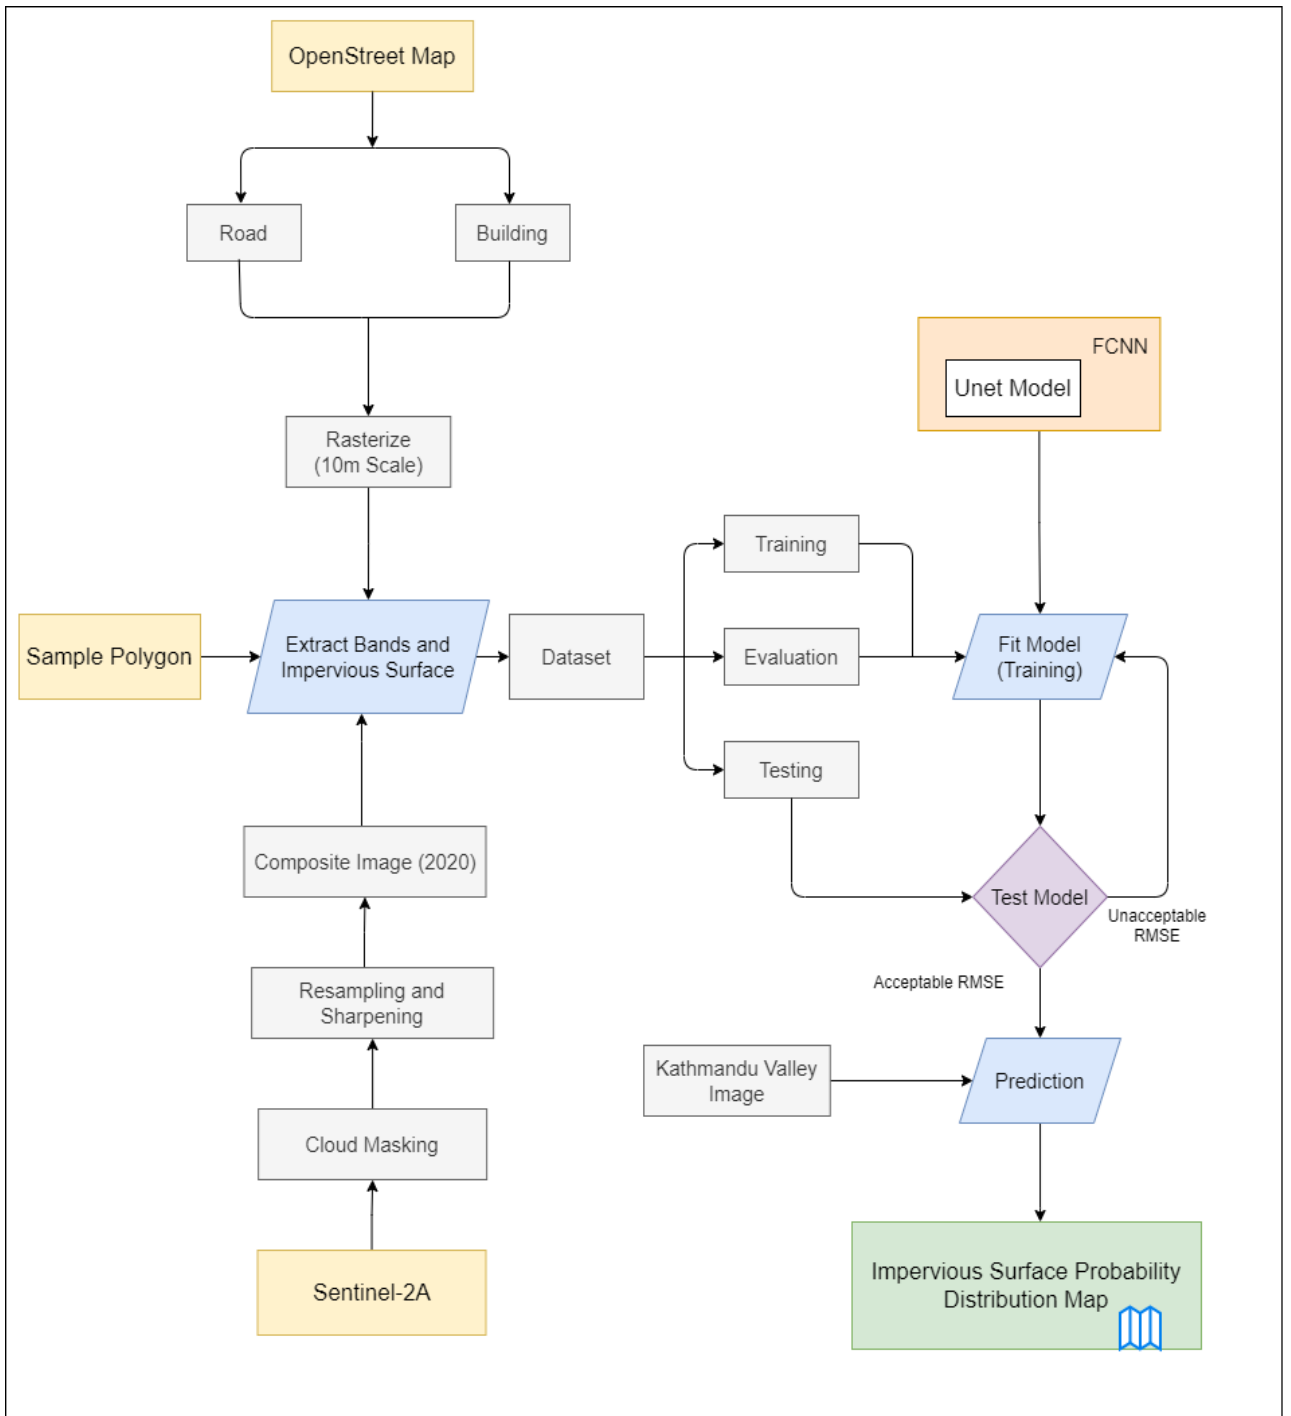 OpenStreet Map
Road
Building
FCNN
Unet Model
Rasterize
(10m Scale)
Training
Sample Polygon
Extract Bands and
Impervious Surface
Dataset
Evaluation
Fit Model
(Training)
Testing
Composite Image (2020)
Test Model
Unacceptable
RMSE
Acceptable RMSE
Resampling and
Sharpening
Kathmandu Valley
Image
Prediction
Cloud Masking
Sentinel-2A
Impervious Surface Probability
Distribution Map